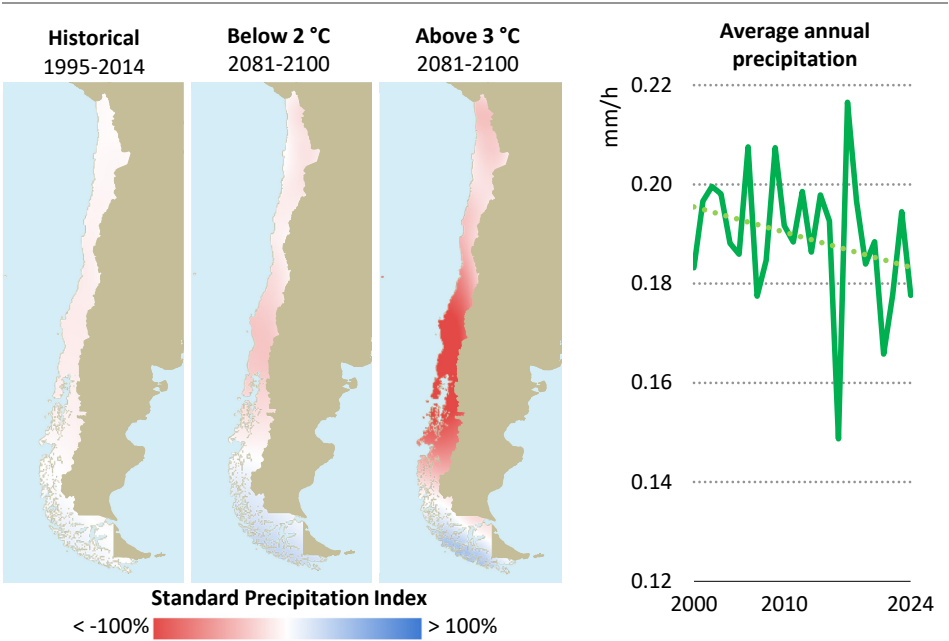 Historical
1995-2014
Below 2 °C
2081-2100
Above 3 °C
2081-2100
Standard Precipitation Index
< -100%
> 100%
Average annual
precipitation
mm/h
0.22
0.20
0.18
0.16
0.14
0.12
2000
2010
2024